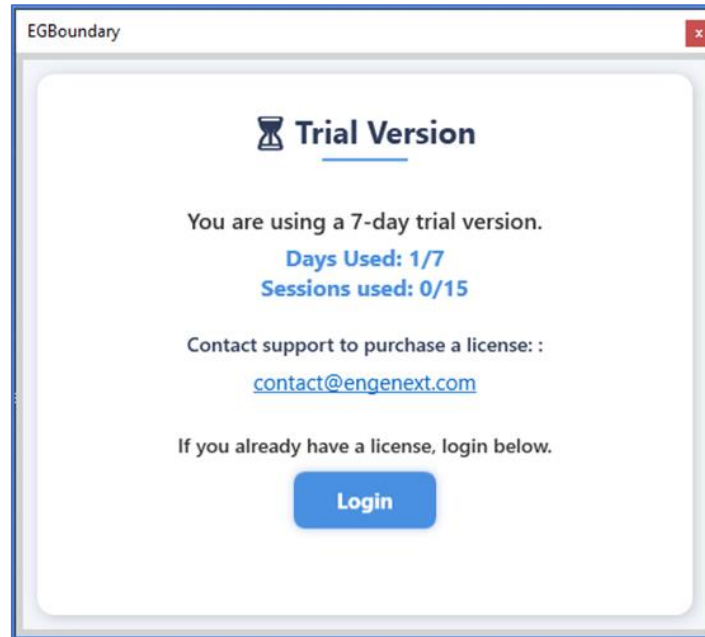 EGBoundary
x
Trial Version
You are using a 7-day trial version.
Days Used: 1/7
Sessions used: 0/15
Contact support to purchase a license: :
contact@engenext.com
If you already have a license, login below.
Login